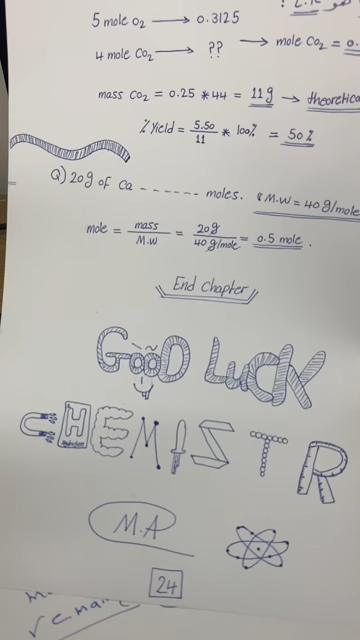 5 mole O₂ ⟶ 0.3125
4 mole CO₂ ⟶ ?? ⟶ mole CO₂ = 0.
mass CO₂ = 0.25 * 44 = 11g → theoretica
% Yield = 5.50/11 * 100% = 50%
Q) 20g of Ca ------ moles. & M.W = 40 g/mole
mole = mass/M.W = 20g/40 g/mole = 0.5 mole.
End Chapter
GOOD LUCK
CHEMISTR
M.A
24